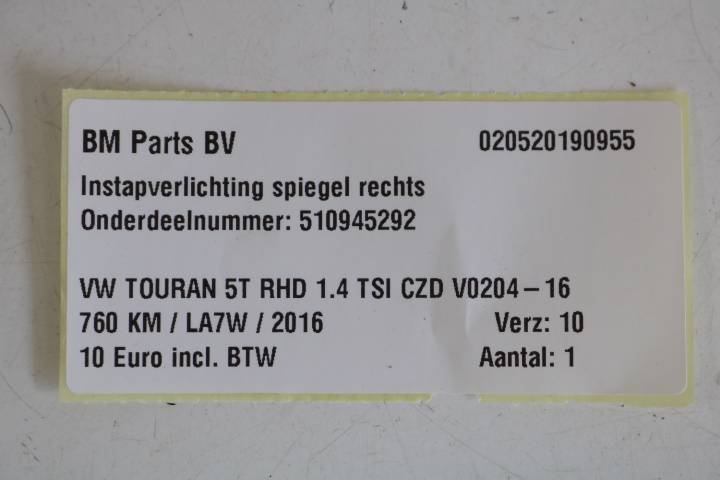 BM Parts BV 020520190955
Instapverlichting spiegel rechts
Onderdeelnummer: 510945292
VW TOURAN 5T RHD 1.4 TSI CZD V0204-16
760 KM / LA7W / 2016 Verz: 10
10 Euro incl. BTW Aantal: 1